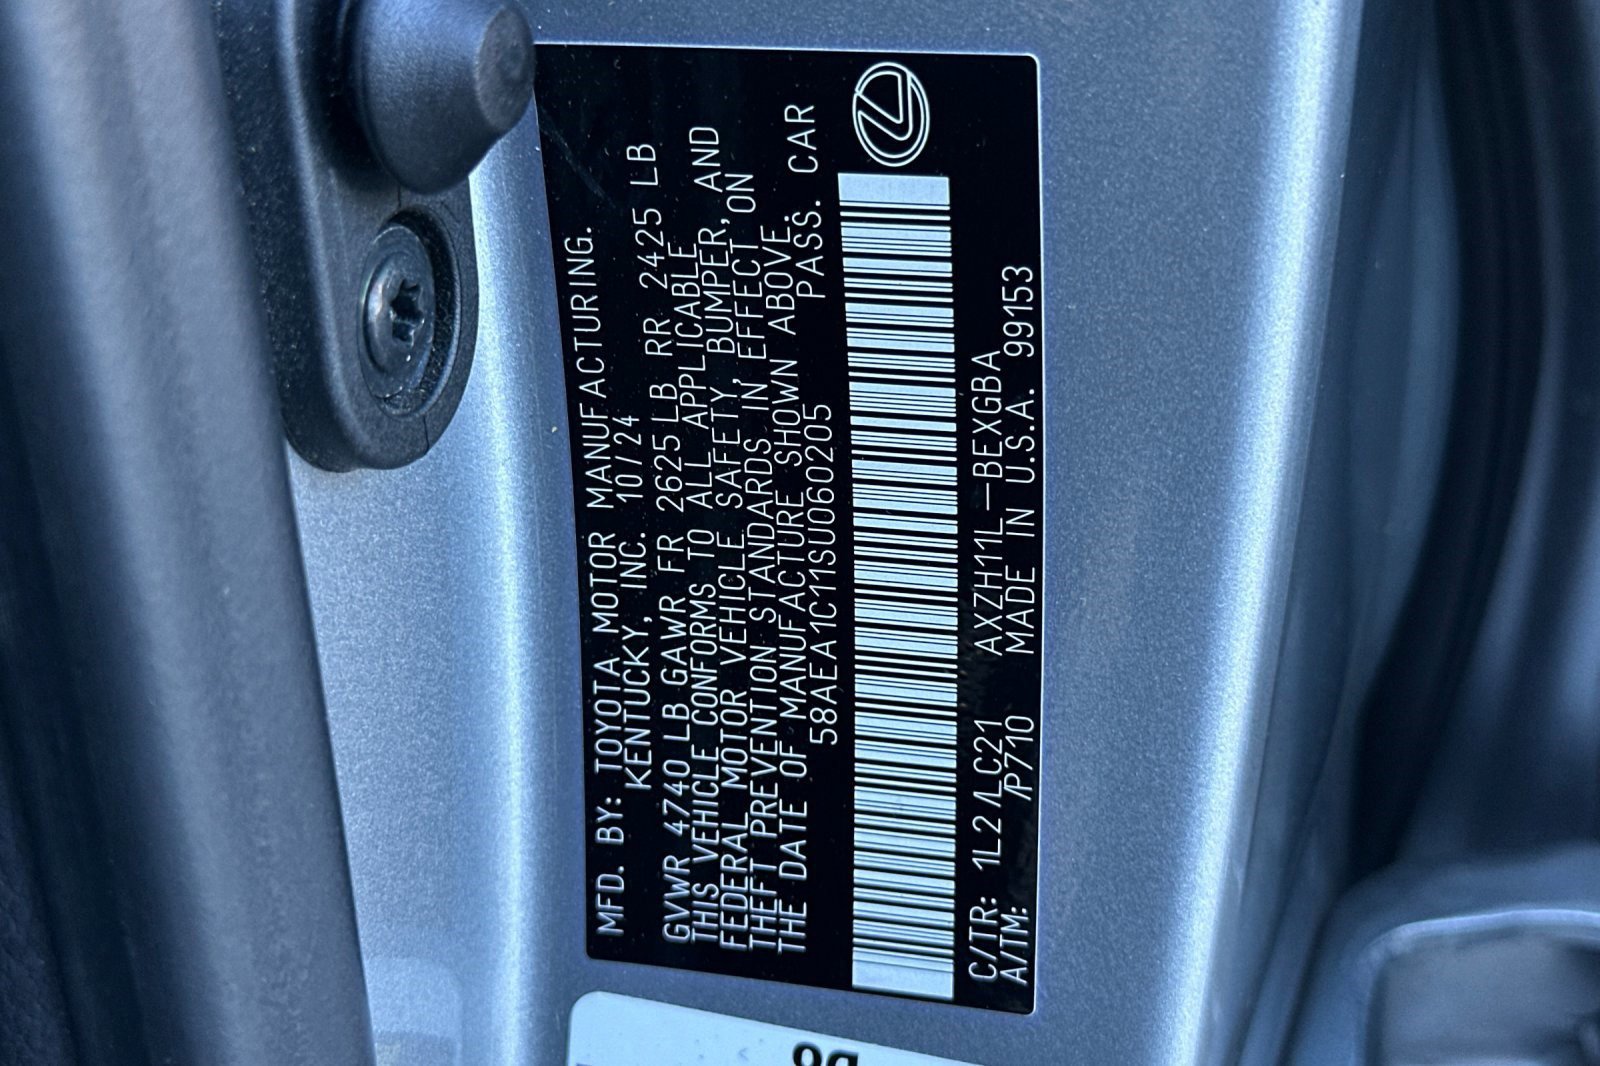 MFD. BY: TOYOTA MOTOR MANUFACTURING.
KENTUCKY, INC. 10/24
GVWR 4740 LB GAWR FR 2625 LB RR 2425 LB
THIS VEHICLE CONFORMS TO ALL APPLICABLE
FEDERAL MOTOR VEHICLE SAFETY, BUMPER, AND
THEFT PREVENTION STANDARDS IN EFFECT ON
THE DATE OF MANUFACTURE SHOWN ABOVE.
58AEA1C11SU060205 PASS. CAR
C/TR: 1L2 /LC21 AXZH11L-BEXGBA
A/TM: /P710 MADE IN U.S.A. 99153